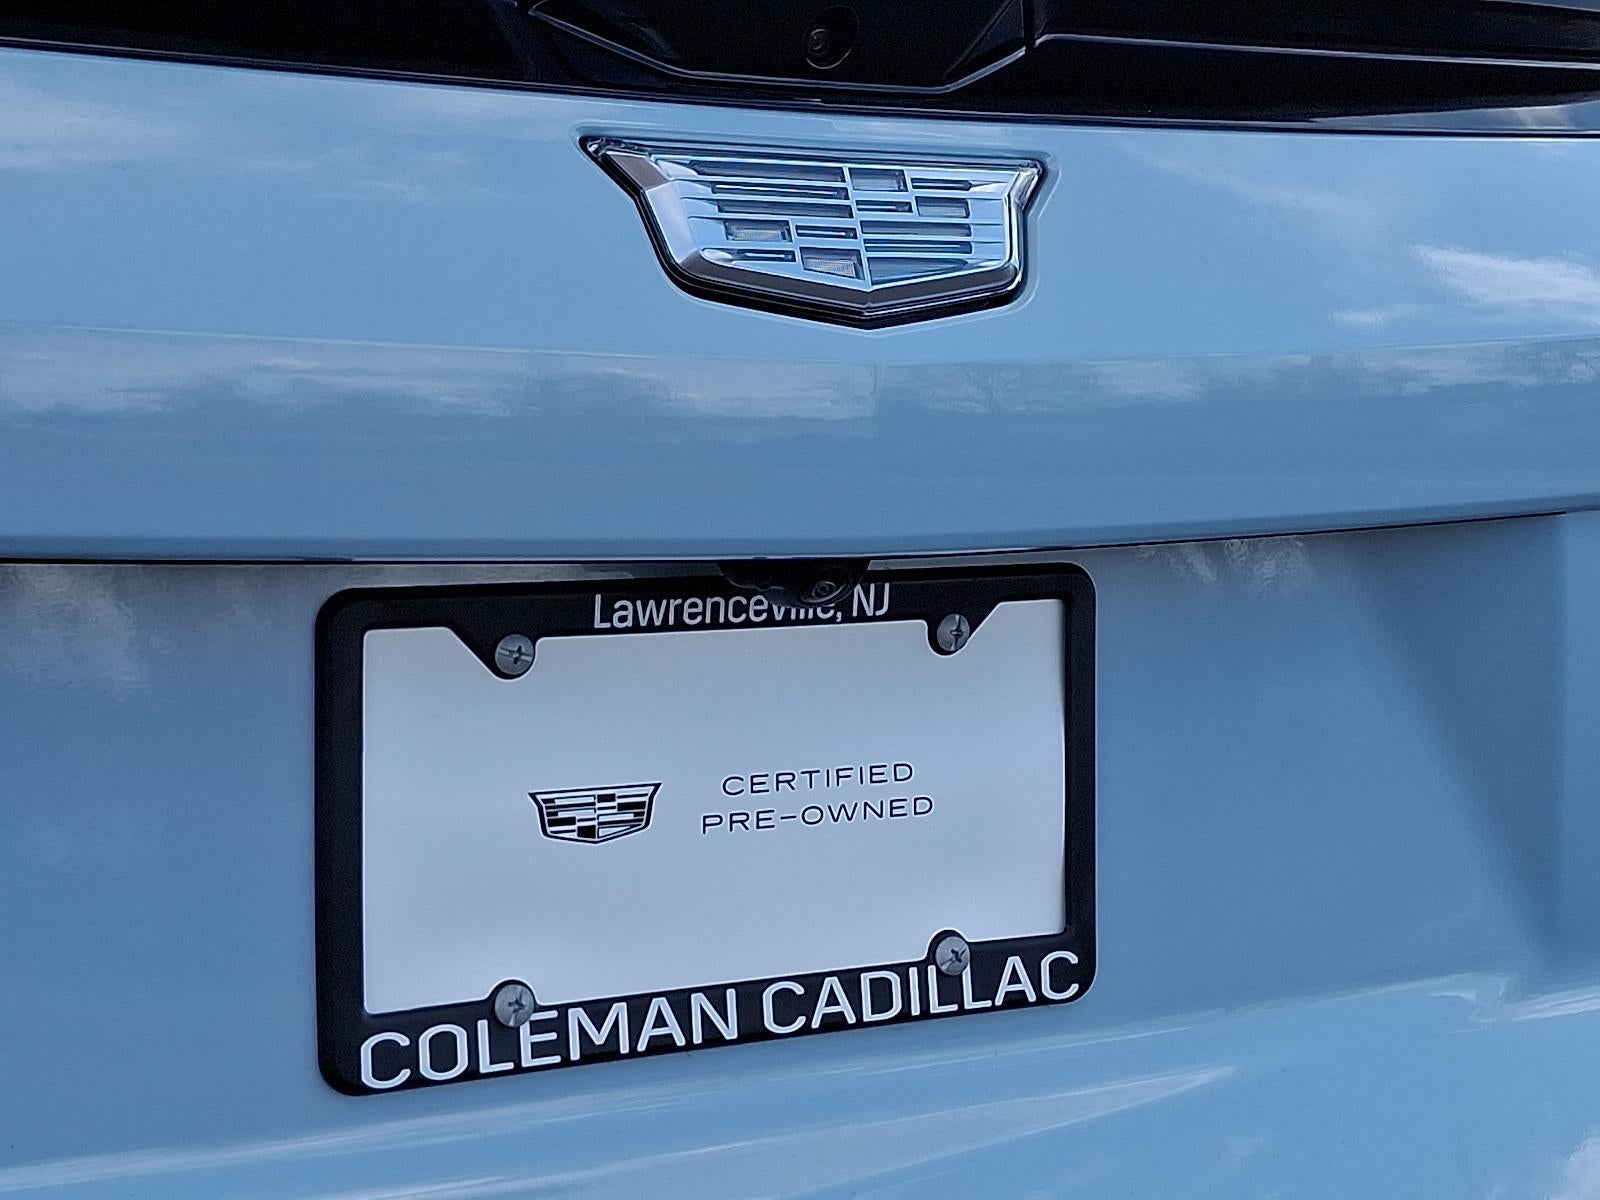 Lawrenceville, NJ
CERTIFIED
PRE-OWNED
COLEMAN CADILLAC